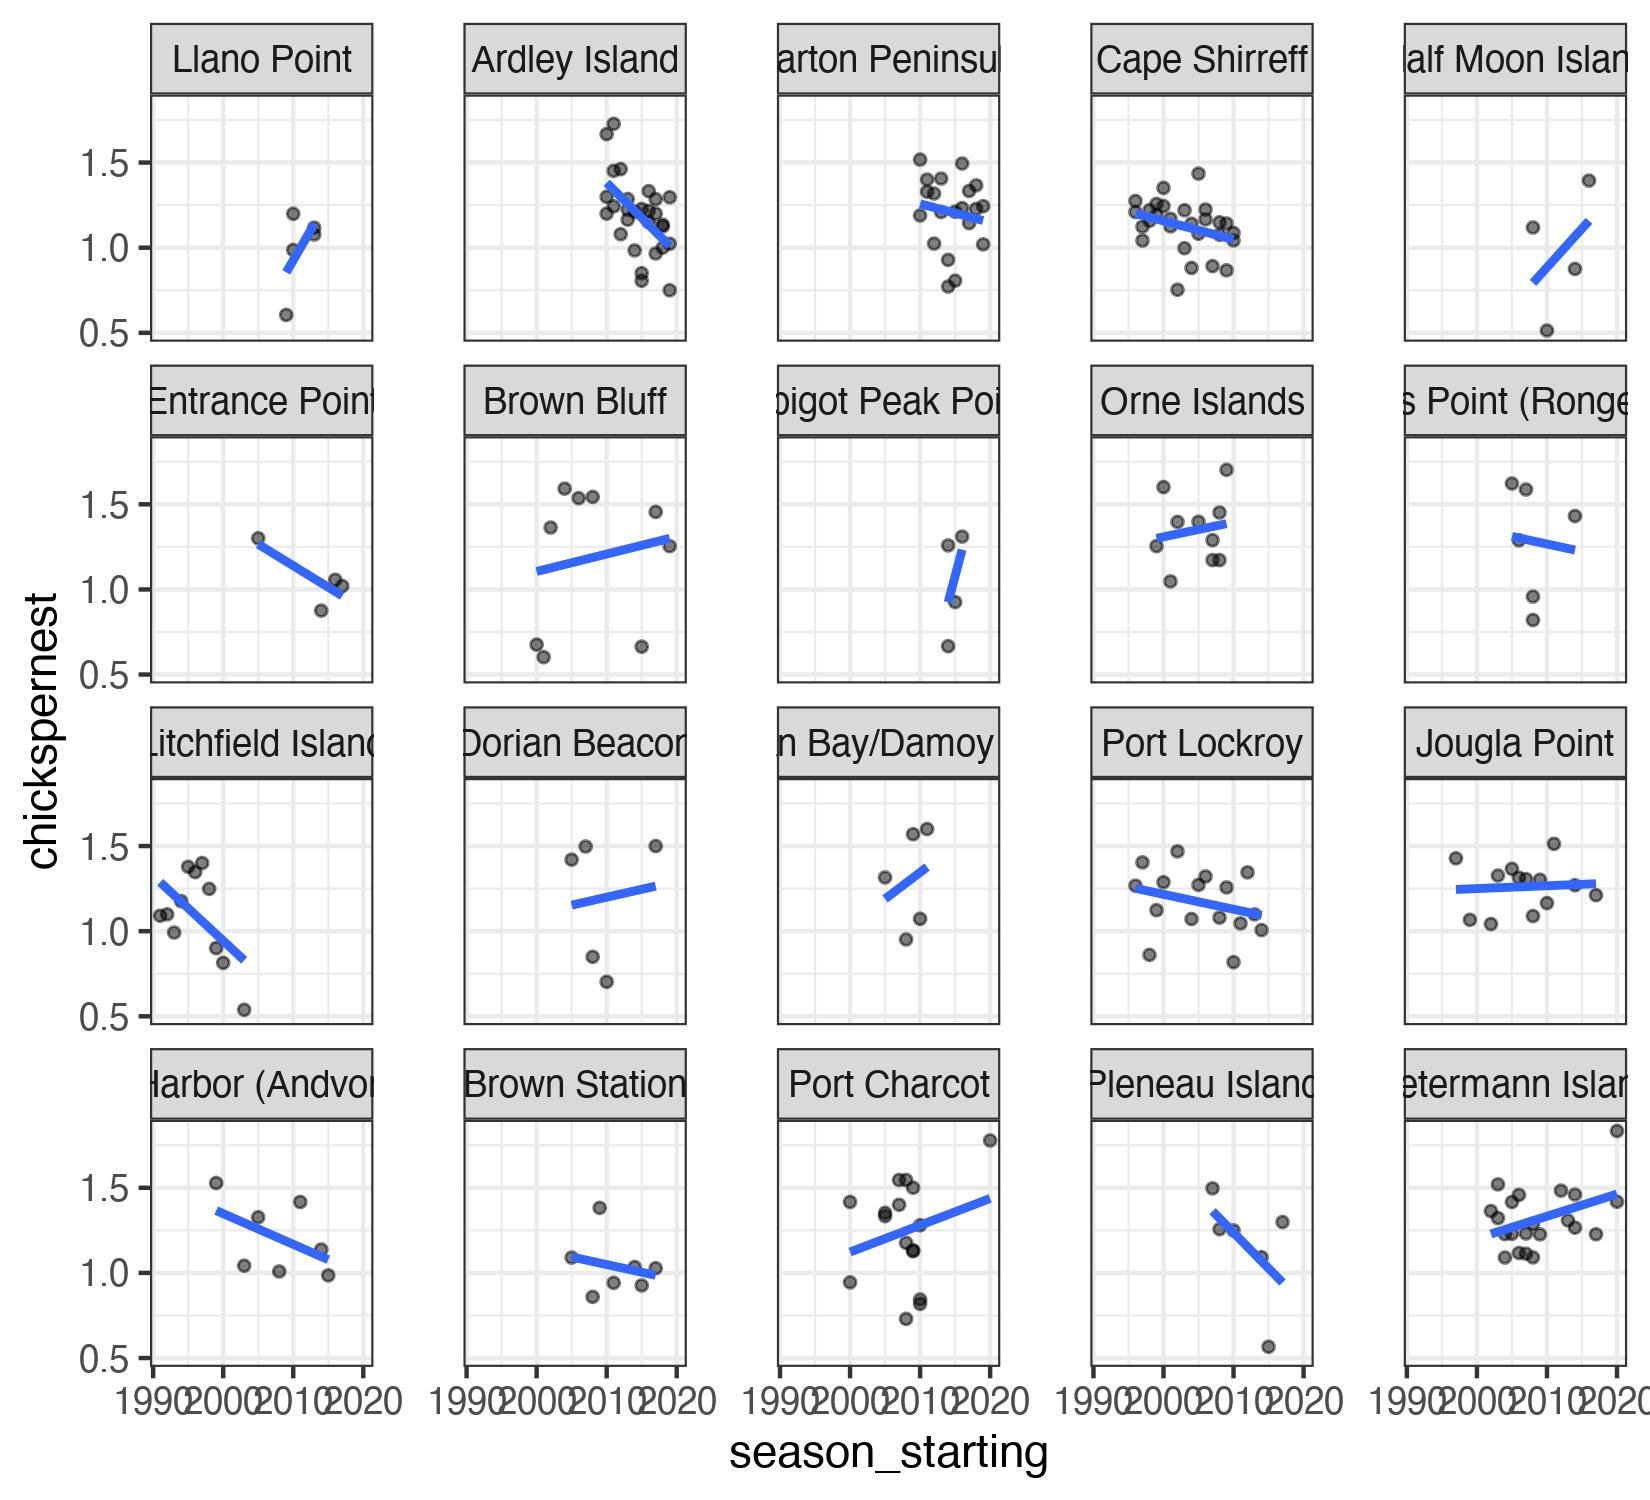 Llano Point
Ardley Island
arton Peninsul
Cape Shirreff
alf Moon Islan
1.5
1.0
0.5
Entrance Point
Brown Bluff
pigot Peak Poi
Orne Islands
s Point (Ronge
1.5
1.0
0.5
Litchfield Island
Dorian Beacon
n Bay/Damoy
Port Lockroy
Jougla Point
1.5
1.0
0.5
Harbor (Andvor
Brown Station
Port Charcot
Pleneau Island
etermann Islan
1.5
1.0
0.5
1990 2000 2010 2020
1990 2000 2010 2020
1990 2000 2010 2020
1990 2000 2010 2020
1990 2000 2010 2020
season_starting
chickspernest